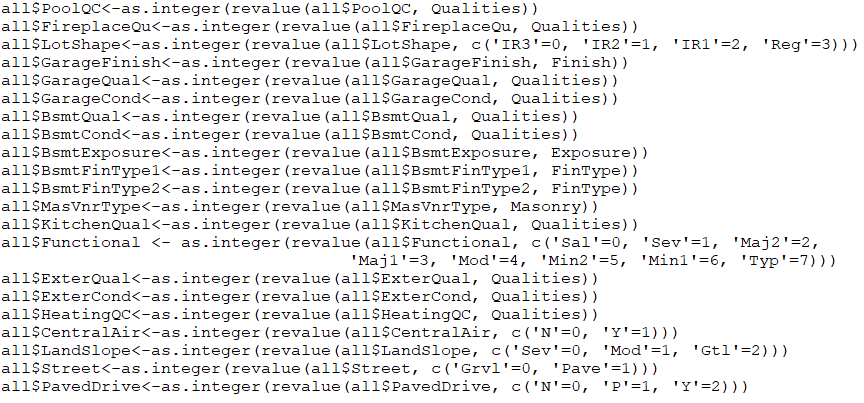 all$PoolQC<-as.integer(revalue(all$PoolQC, Qualities))
all$FireplaceQu<-as.integer(revalue(all$FireplaceQu, Qualities))
all$LotShape<-as.integer(revalue(all$LotShape, c('IR3'=0, 'IR2'=1, 'IR1'=2, 'Reg'=3)))
all$GarageFinish<-as.integer(revalue(all$GarageFinish, Finish))
all$GarageQual<-as.integer(revalue(all$GarageQual, Qualities))
all$GarageCond<-as.integer(revalue(all$GarageCond, Qualities))
all$BsmtQual<-as.integer(revalue(all$BsmtQual, Qualities))
all$BsmtCond<-as.integer(revalue(all$BsmtCond, Qualities))
all$BsmtExposure<-as.integer(revalue(all$BsmtExposure, Exposure))
all$BsmtFinType1<-as.integer(revalue(all$BsmtFinType1, FinType))
all$BsmtFinType2<-as.integer(revalue(all$BsmtFinType2, FinType))
all$MasVnrType<-as.integer(revalue(all$MasVnrType, Masonry))
all$KitchenQual<-as.integer(revalue(all$KitchenQual, Qualities))
all$Functional <- as.integer(revalue(all$Functional, c('Sal'=0, 'Sev'=1, 'Maj2'=2,
'Maj1'=3, 'Mod'=4, 'Min2'=5, 'Min1'=6, 'Typ'=7)))
all$ExterQual<-as.integer(revalue(all$ExterQual, Qualities))
all$ExterCond<-as.integer(revalue(all$ExterCond, Qualities))
all$HeatingQC<-as.integer(revalue(all$HeatingQC, Qualities))
all$CentralAir<-as.integer(revalue(all$CentralAir, c('N'=0, 'Y'=1)))
all$LandSlope<-as.integer(revalue(all$LandSlope, c('Sev'=0, 'Mod'=1, 'Gtl'=2)))
all$Street<-as.integer(revalue(all$Street, c('Grvl'=0, 'Pave'=1)))
all$PavedDrive<-as.integer(revalue(all$PavedDrive, c('N'=0, 'P'=1, 'Y'=2)))